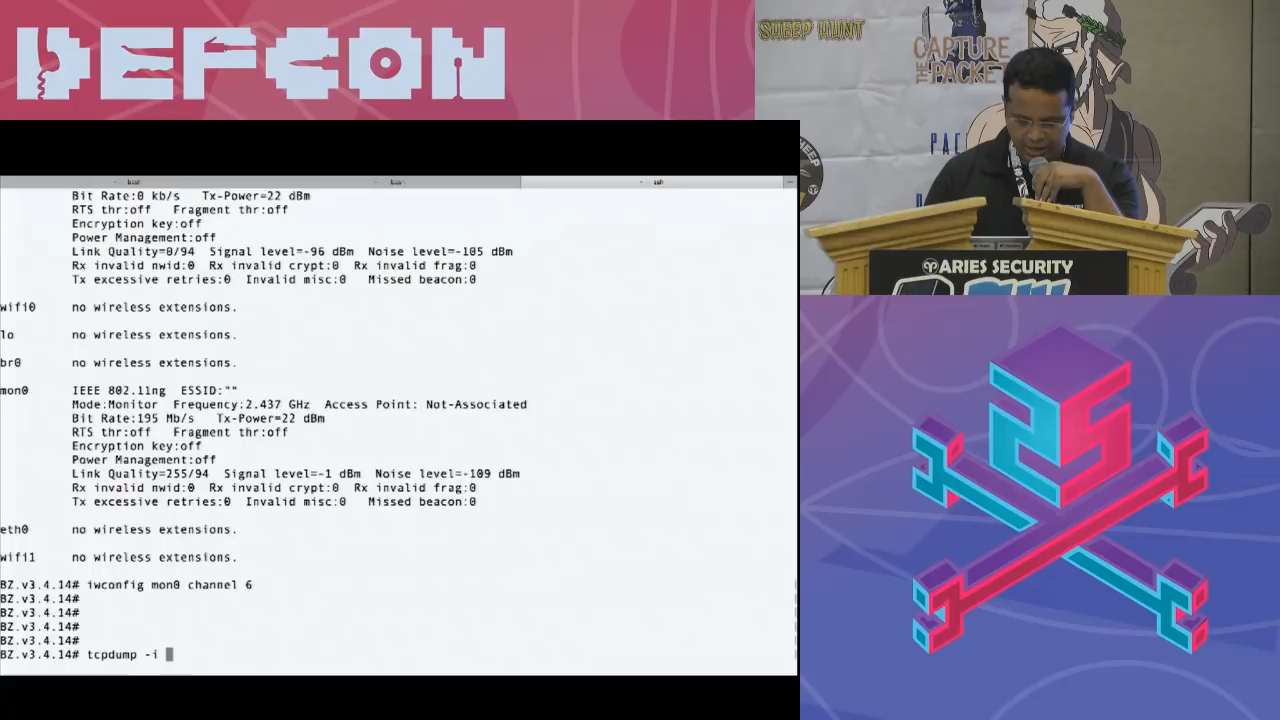 DEFCON
SHEEP HUNT
CAPTURE
THE PACKET
PAC
SHEEP
ARIES SECURITY
bash
ssh
Bit Rate:0 kb/s   Tx-Power=22 dBm
RTS thr:off   Fragment thr:off
Encryption key:off
Power Management:off
Link Quality=0/94  Signal level=-96 dBm  Noise level=-105 dBm
Rx invalid nwid:0  Rx invalid crypt:0  Rx invalid frag:0
Tx excessive retries:0  Invalid misc:0   Missed beacon:0
wifi0     no wireless extensions.
lo        no wireless extensions.
br0       no wireless extensions.
mon0      IEEE 802.11ng  ESSID:""
Mode:Monitor  Frequency:2.437 GHz  Access Point: Not-Associated
Bit Rate:195 Mb/s   Tx-Power=22 dBm
RTS thr:off   Fragment thr:off
Encryption key:off
Power Management:off
Link Quality=255/94  Signal level=-1 dBm  Noise level=-109 dBm
Rx invalid nwid:0  Rx invalid crypt:0  Rx invalid frag:0
Tx excessive retries:0  Invalid misc:0   Missed beacon:0
eth0      no wireless extensions.
wifi1     no wireless extensions.
BZ.v3.4.14# iwconfig mon0 channel 6
BZ.v3.4.14#
BZ.v3.4.14#
BZ.v3.4.14#
BZ.v3.4.14#
BZ.v3.4.14# tcpdump -i
25